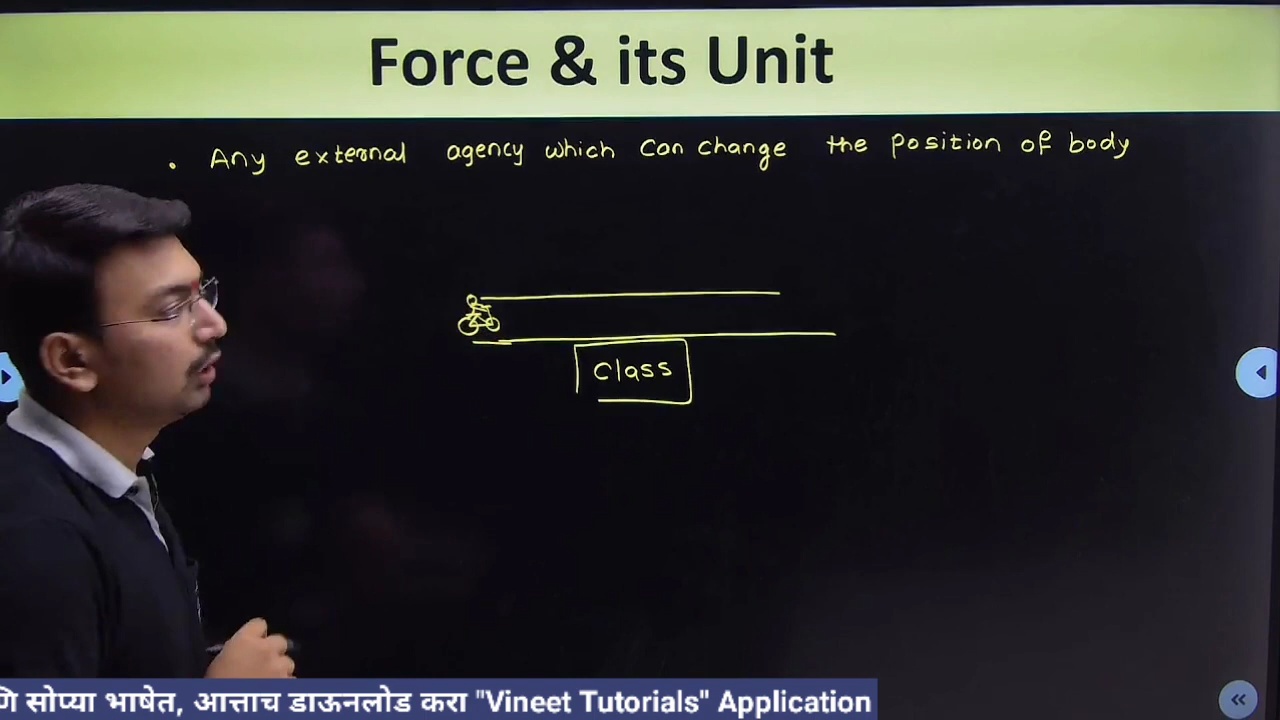 Force & its Unit
. Any external agency which can change the position of body
Class
णि सोप्या भाषेत, आत्ताच डाऊनलोड करा "Vineet Tutorials" Application